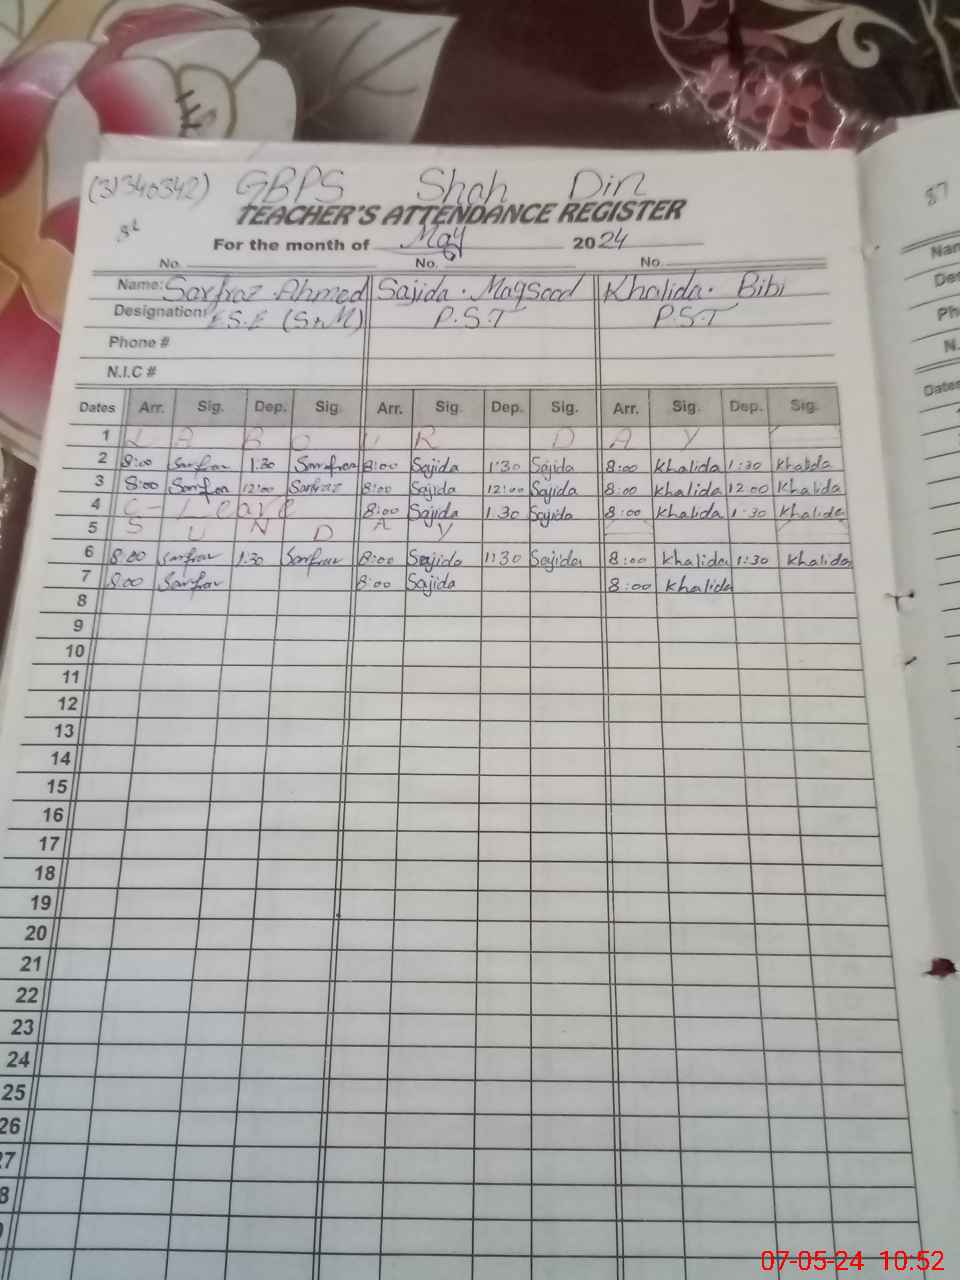 (31340342) GBPS Shah Din
TEACHER'S ATTENDANCE REGISTER
82
For the month of May 2024
No. No. No.
Name: Sarfraz Ahmed Sajida Maqsood Khalida Bibi
Designation: E.S.E (S+M) P.S.T P.S.T
Phone #
N.I.C #
Dates Arr. Sig. Dep. Sig. Arr. Sig. Dep. Sig. Arr. Sig. Dep. Sig.
1 L A B O U R D A Y
2 8:00 Sarfraz 1:30 Sarfraz 8:00 Sajida 1:30 Sajida 8:00 Khalida 1:30 Khalida
3 8:00 Sarfraz 12:00 Sarfraz 8:00 Sajida 12:00 Sajida 8:00 Khalida 12:00 Khalida
4 C-Leave 8:00 Sajida 1:30 Sajida 8:00 Khalida 1:30 Khalida
5 S U N D A Y
6 8:00 Sarfraz 1:30 Sarfraz 8:00 Sajida 1:30 Sajida 8:00 Khalida 1:30 Khalida
7 8:00 Sarfraz 8:00 Sajida 8:00 Khalida
8
9
10
11
12
13
14
15
16
17
18
19
20
21
22
23
24
25
26
27
07-05-24 10:52